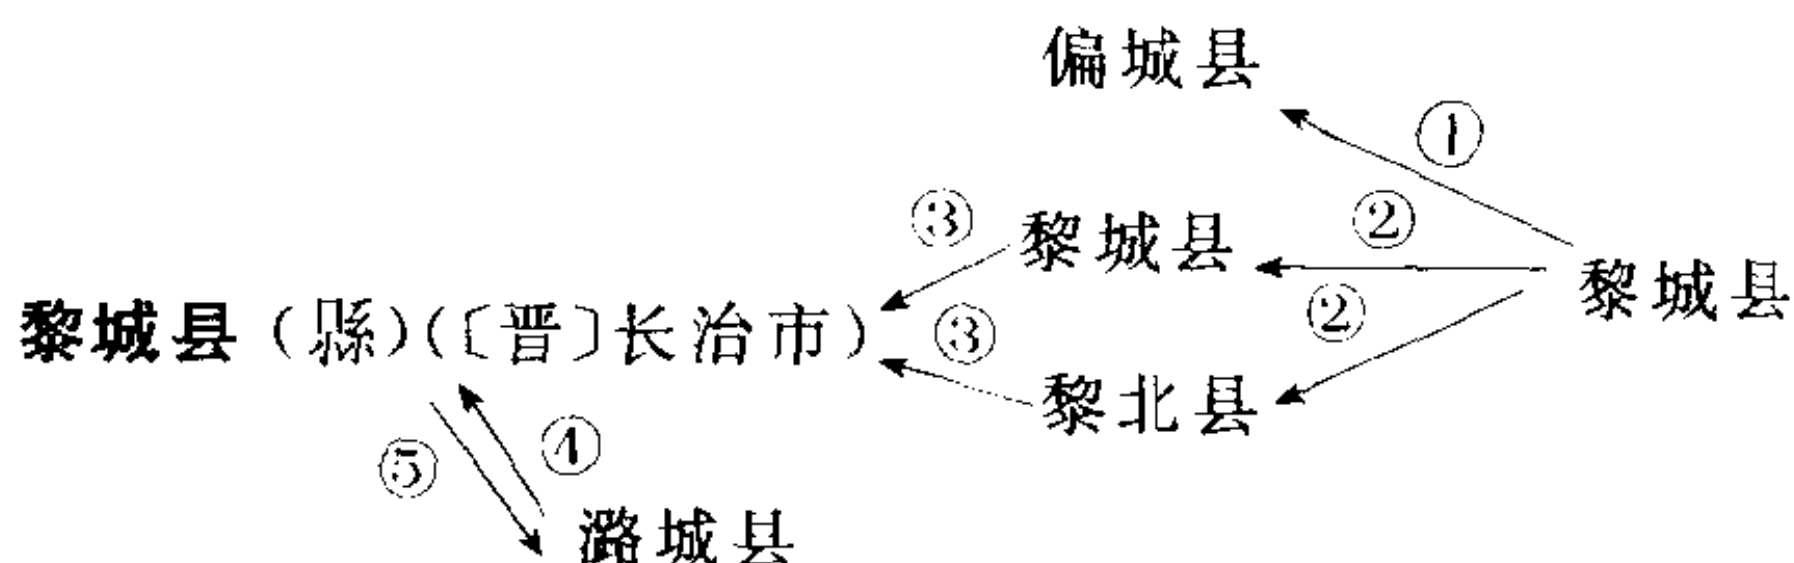 偏城县
①
③ 黎城县 ②
黎城县
②
黎城县（縣）（〔晋〕长治市）
③
黎北县
⑤ ④
潞城县